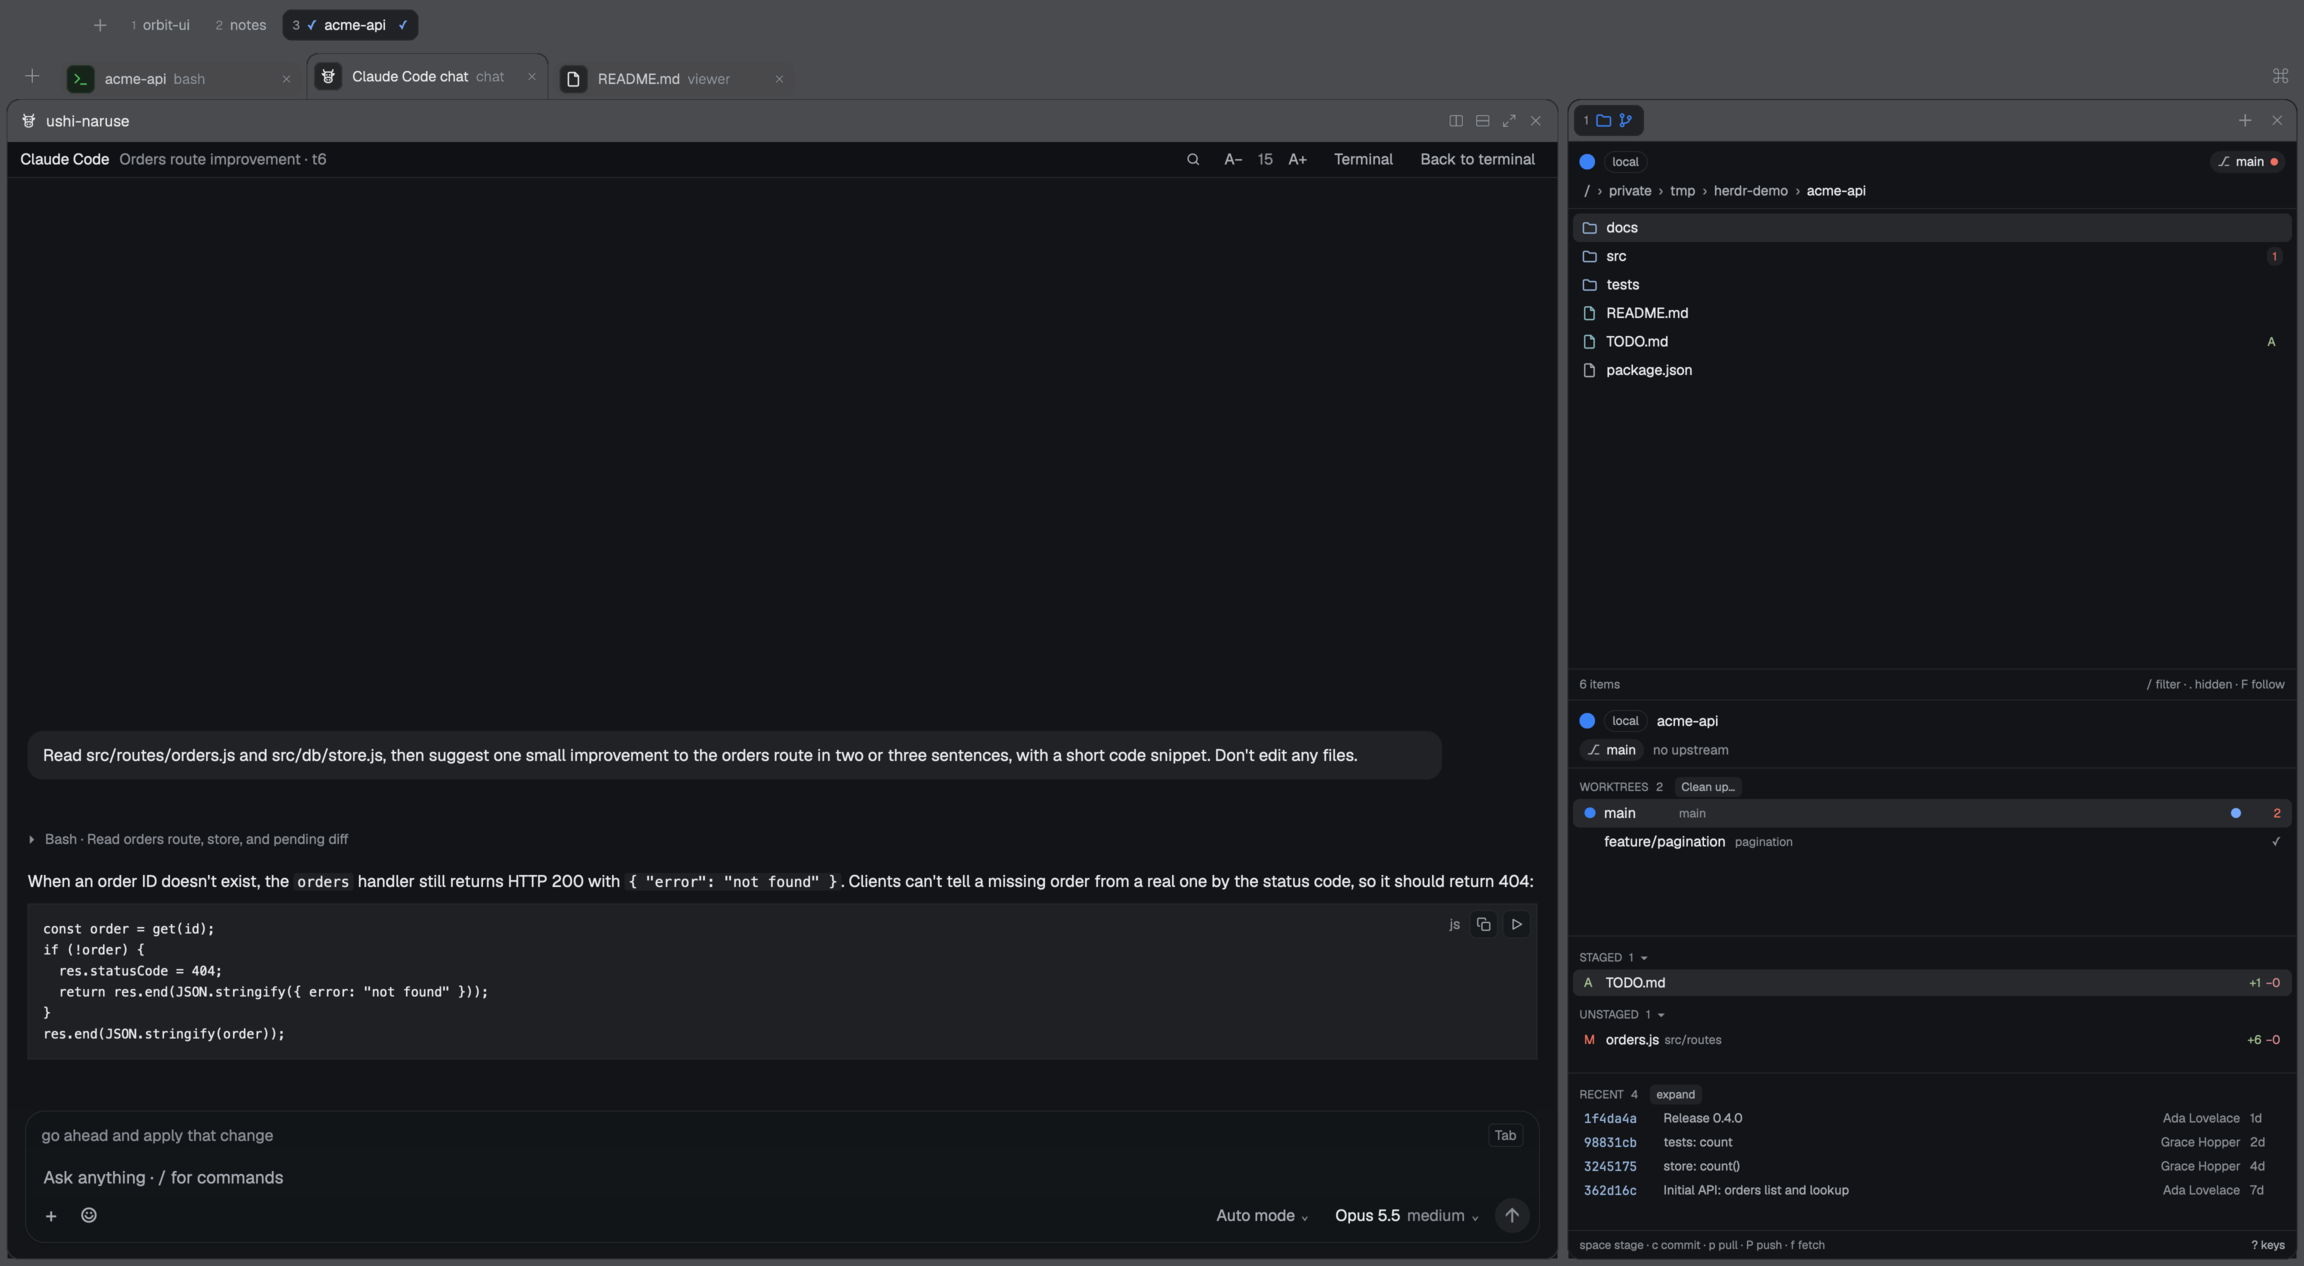 1 orbit-ui 2 notes 3 ✓ acme-api ✓
acme-api bash
Claude Code chat chat
README.md viewer
ushi-naruse
Claude Code Orders route improvement · t6
A− 15 A+ Terminal Back to terminal
Read src/routes/orders.js and src/db/store.js, then suggest one small improvement to the orders route in two or three sentences, with a short code snippet. Don't edit any files.
Bash · Read orders route, store, and pending diff
When an order ID doesn't exist, the orders handler still returns HTTP 200 with { "error": "not found" }. Clients can't tell a missing order from a real one by the status code, so it should return 404:
js
const order = get(id);
if (!order) {
  res.statusCode = 404;
  return res.end(JSON.stringify({ error: "not found" }));
}
res.end(JSON.stringify(order));
go ahead and apply that change Tab
Ask anything · / for commands
Auto mode Opus 5.5 medium
1
local main
/ › private › tmp › herdr-demo › acme-api
docs
src 1
tests
README.md
TODO.md A
package.json
6 items / filter · . hidden · F follow
local acme-api
main no upstream
WORKTREES 2 Clean up…
main main 2
feature/pagination pagination ✓
STAGED 1
A TODO.md +1 −0
UNSTAGED 1
M orders.js src/routes +6 −0
RECENT 4 expand
1f4da4a Release 0.4.0 Ada Lovelace 1d
98831cb tests: count Grace Hopper 2d
3245175 store: count() Grace Hopper 4d
362d16c Initial API: orders list and lookup Ada Lovelace 7d
space stage · c commit · p pull · P push · f fetch ? keys